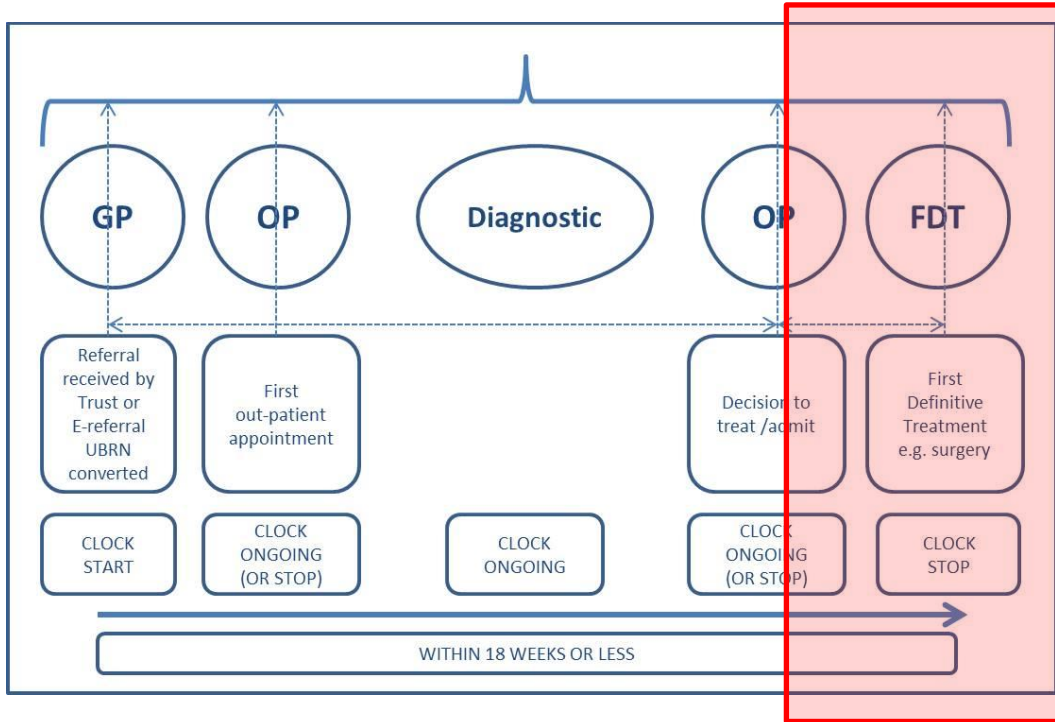 GP
OP
Diagnostic
OP
FDT
Referral
received by
Trust or
E-referral
UBRN
converted
First
out-patient
appointment
Decision to
treat /admit
First
Definitive
Treatment
e.g. surgery
CLOCK
START
CLOCK
ONGOING
(OR STOP)
CLOCK
ONGOING
CLOCK
ONGOING
(OR STOP)
CLOCK
STOP
WITHIN 18 WEEKS OR LESS